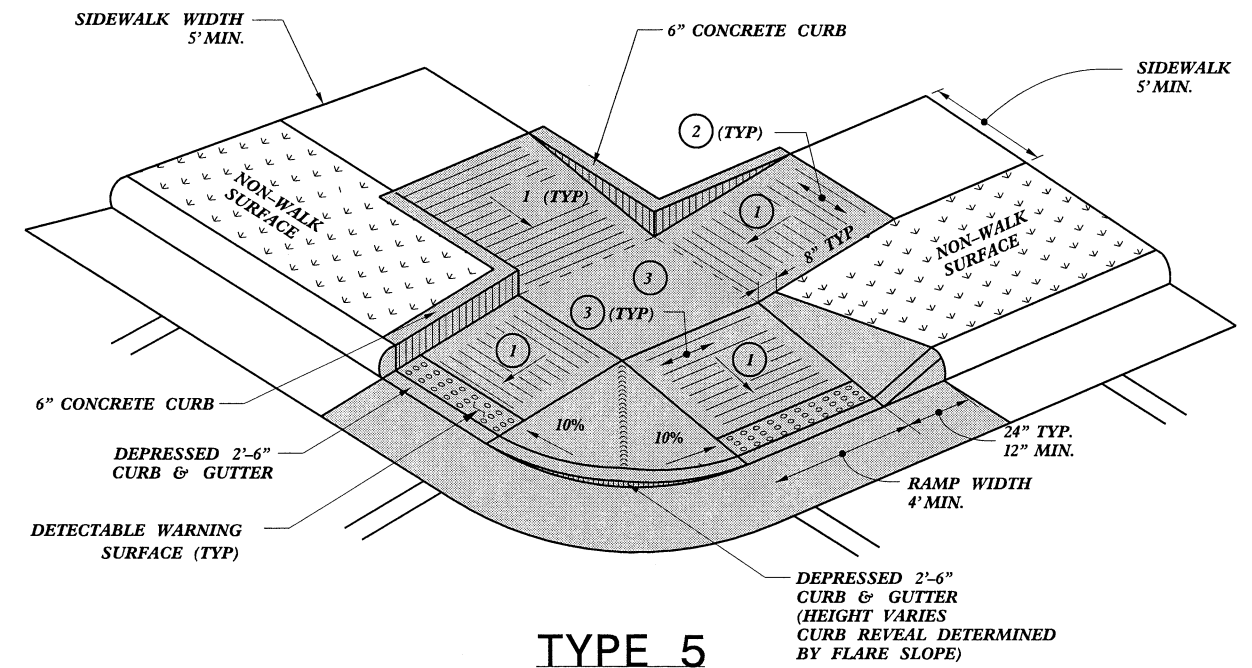 SIDEWALK WIDTH
5' MIN.
6" CONCRETE CURB
SIDEWALK
5' MIN.
2 (TYP)
NON-WALK
SURFACE
1 (TYP)
1
8" TYP
NON-WALK
SURFACE
3
3 (TYP)
1
1
6" CONCRETE CURB
10%
10%
DEPRESSED 2'-6"
CURB & GUTTER
24" TYP.
12" MIN.
RAMP WIDTH
4' MIN.
DETECTABLE WARNING
SURFACE (TYP)
DEPRESSED 2'-6"
CURB & GUTTER
(HEIGHT VARIES
CURB REVEAL DETERMINED
BY FLARE SLOPE)
TYPE 5